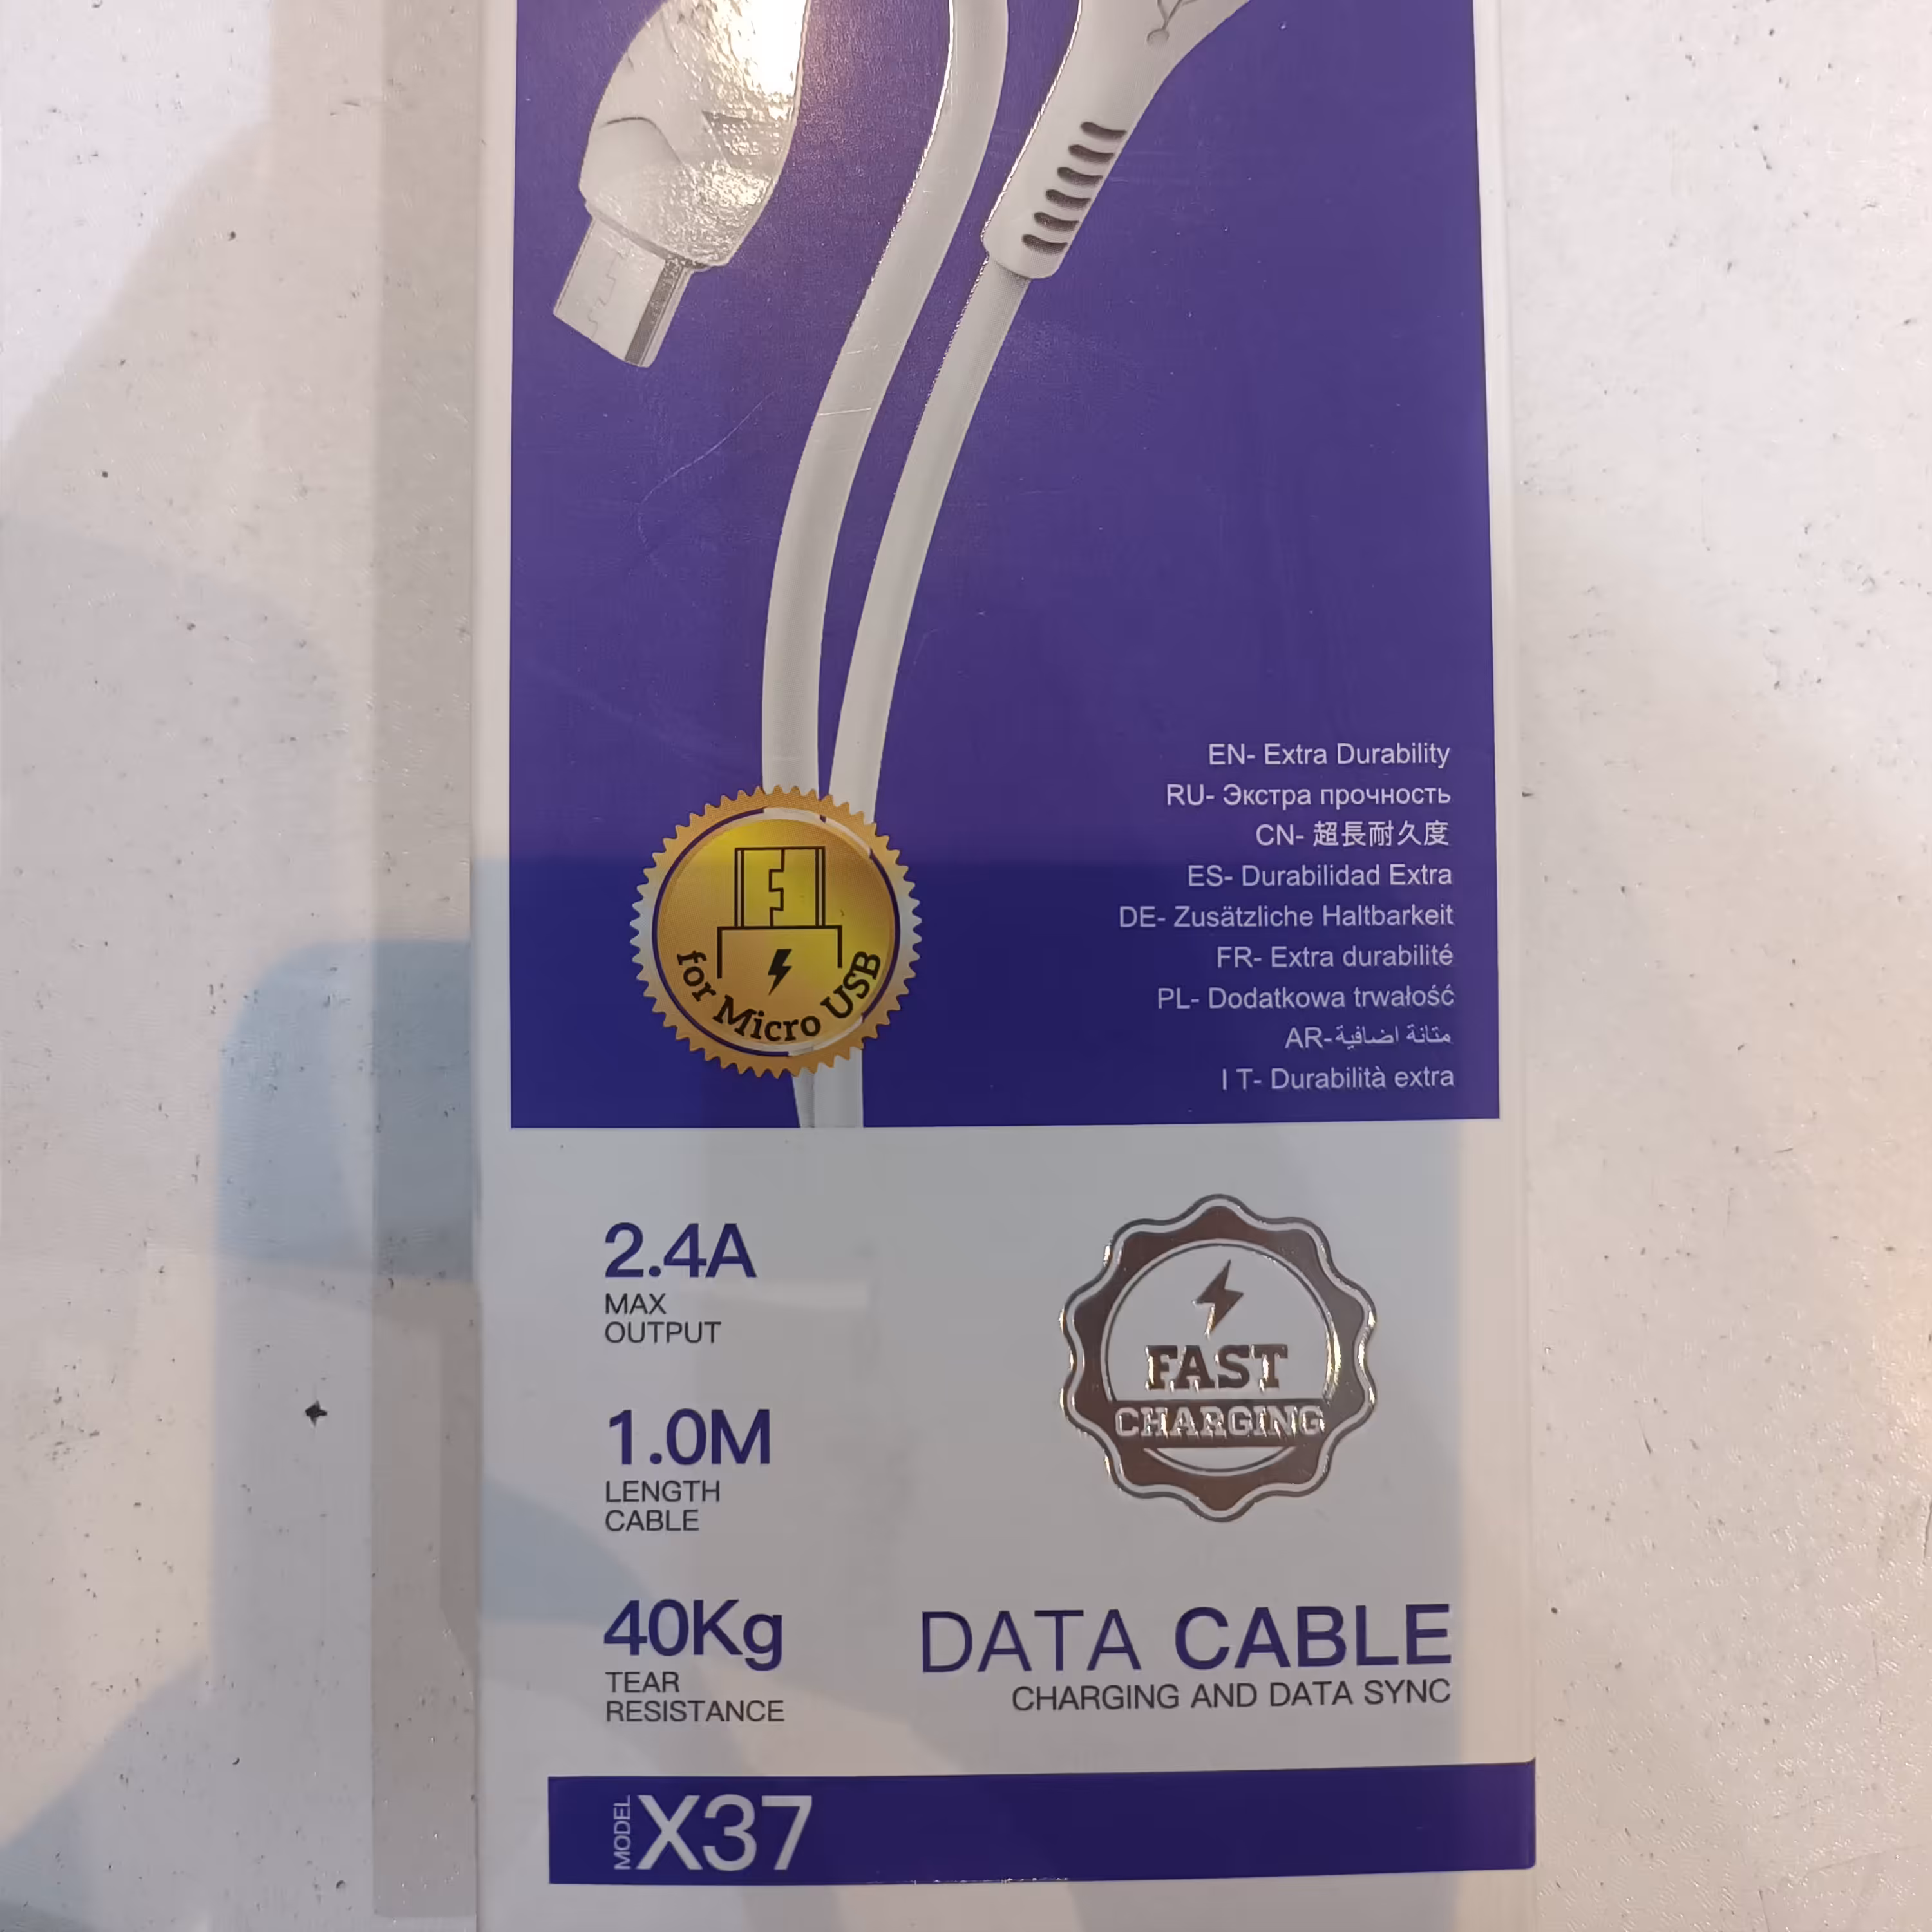 EN- Extra Durability
RU- Экстра прочность
CN- 超長耐久度
ES- Durabilidad Extra
DE- Zusätzliche Haltbarkeit
FR- Extra durabilité
PL- Dodatkowa trwałość
AR-متانة اضافية
I T- Durabilità extra
for Micro USB
2.4A
MAX
OUTPUT
1.0M
LENGTH
CABLE
40Kg
TEAR
RESISTANCE
FAST
CHARGING
DATA CABLE
CHARGING AND DATA SYNC
MODEL
X37